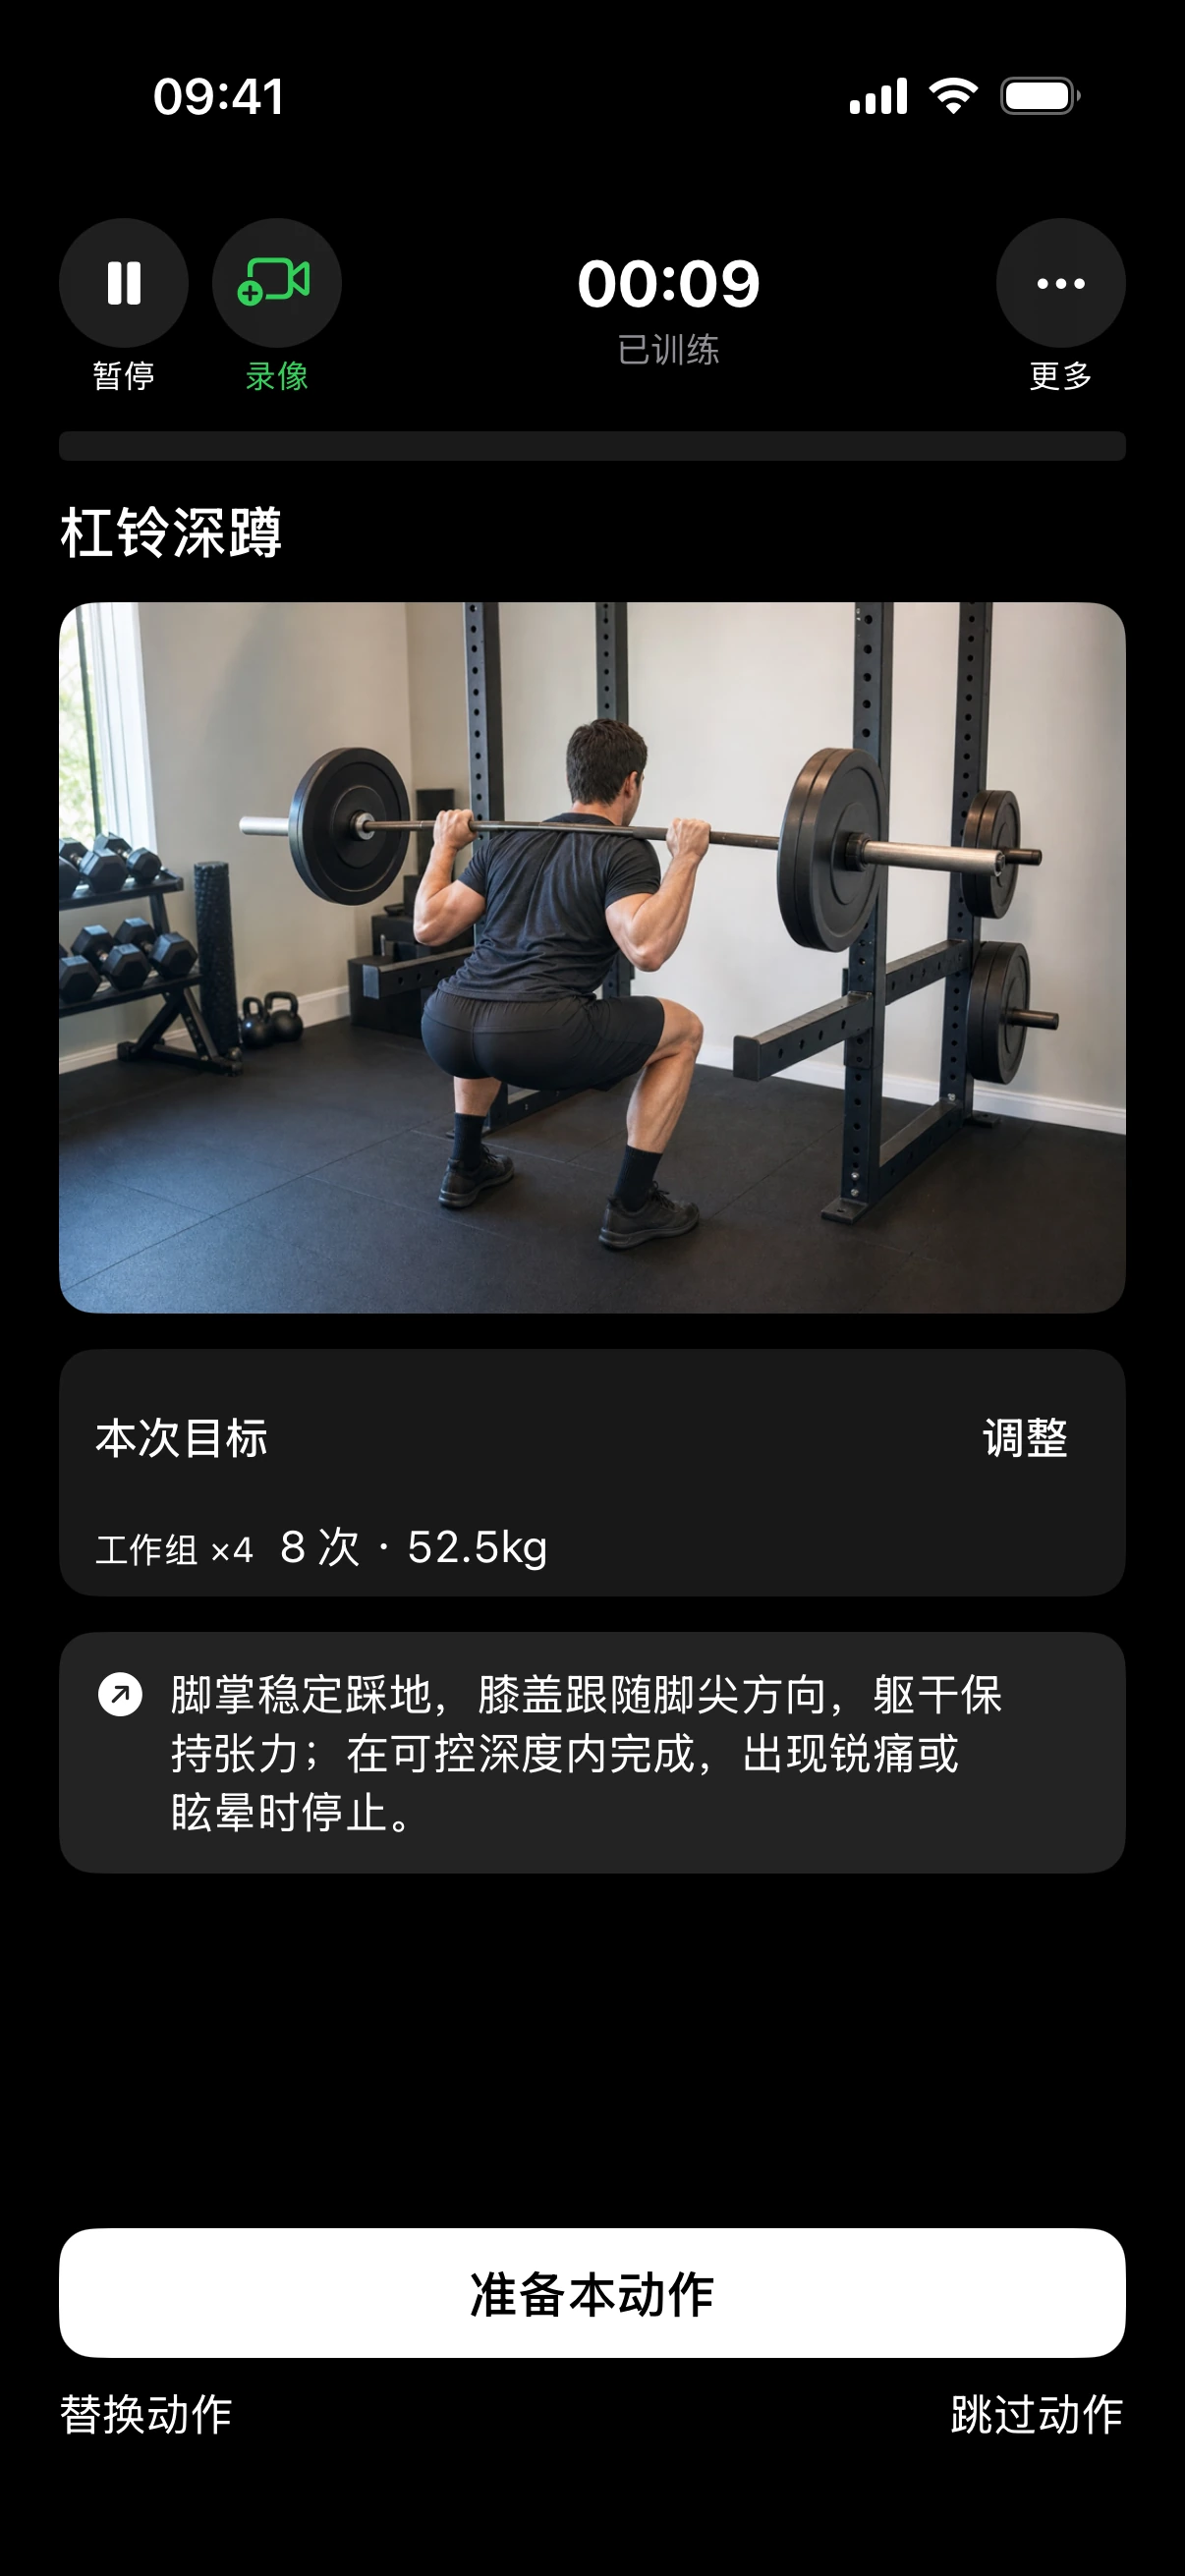 09:41
00:09
已训练
暂停
录像
更多
杠铃深蹲
本次目标
调整
工作组 ×4 8 次 · 52.5kg
脚掌稳定踩地，膝盖跟随脚尖方向，躯干保
持张力；在可控深度内完成，出现锐痛或
眩晕时停止。
准备本动作
替换动作
跳过动作